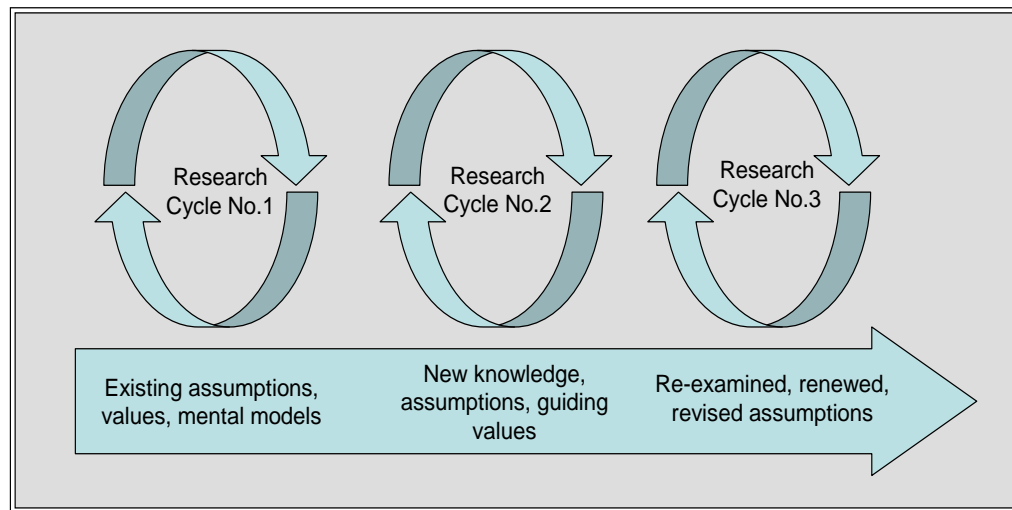 Research
Cycle No.1
Research
Cycle No.2
Research
Cycle No.3
Existing assumptions,
values, mental models
New knowledge,
assumptions, guiding
values
Re-examined, renewed,
revised assumptions